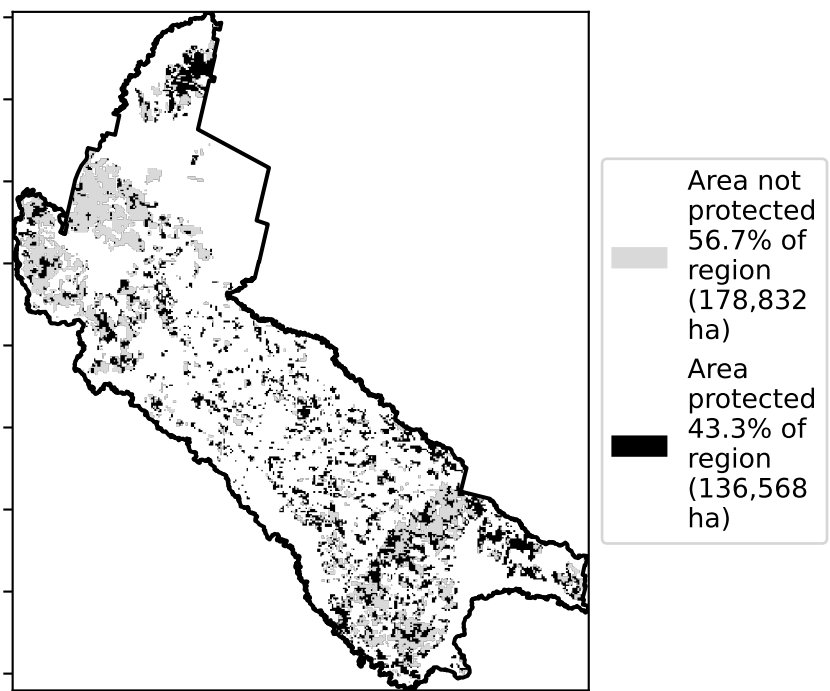 Area not
protected
56.7% of
region
(178,832
ha)
Area
protected
43.3% of
region
(136,568
ha)